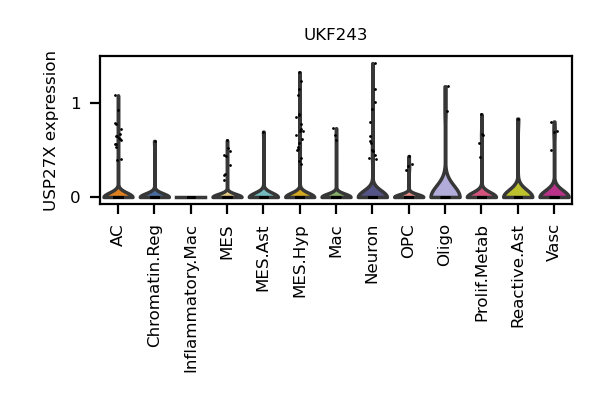 UKF243
USP27X expression
1
0
AC
Chromatin.Reg
Inflammatory.Mac
MES
MES.Ast
MES.Hyp
Mac
Neuron
OPC
Oligo
Prolif.Metab
Reactive.Ast
Vasc